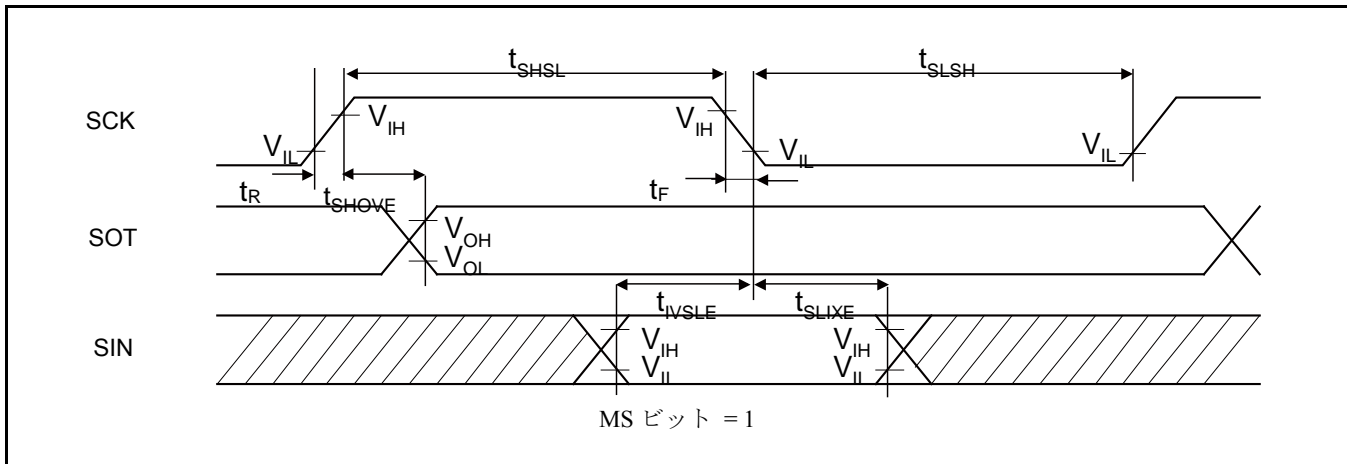 tSHSL tSLSH
SCK VIH VIH
VIL VIL VIL
tR tSHOVE tF
SOT VOH
VOL
tIVSLE tSLIXE
SIN VIH VIH
VIL VIL
MS ビット = 1